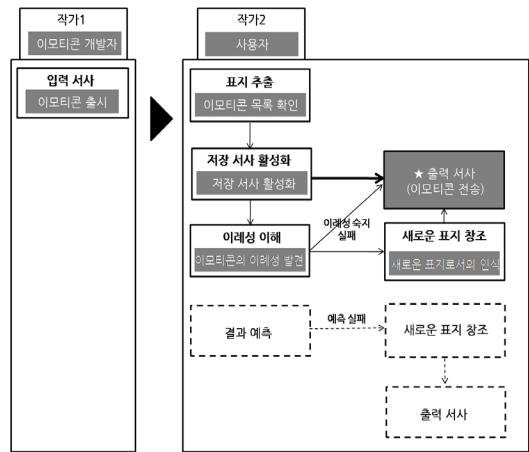 작가1
이모티콘 개발자
입력 서사
이모티콘 출시
작가2
사용자
표지 추출
이모티콘 목록 확인
저장 서사 활성화
저장 서사 활성화
★ 출력 서사
(이모티콘 전송)
이례성 숙지
실패
이례성 이해
이모티콘의 이례성 발견
새로운 표지 창조
새로운 표지로서의 인식
결과 예측
예측 실패
새로운 표지 창조
출력 서사